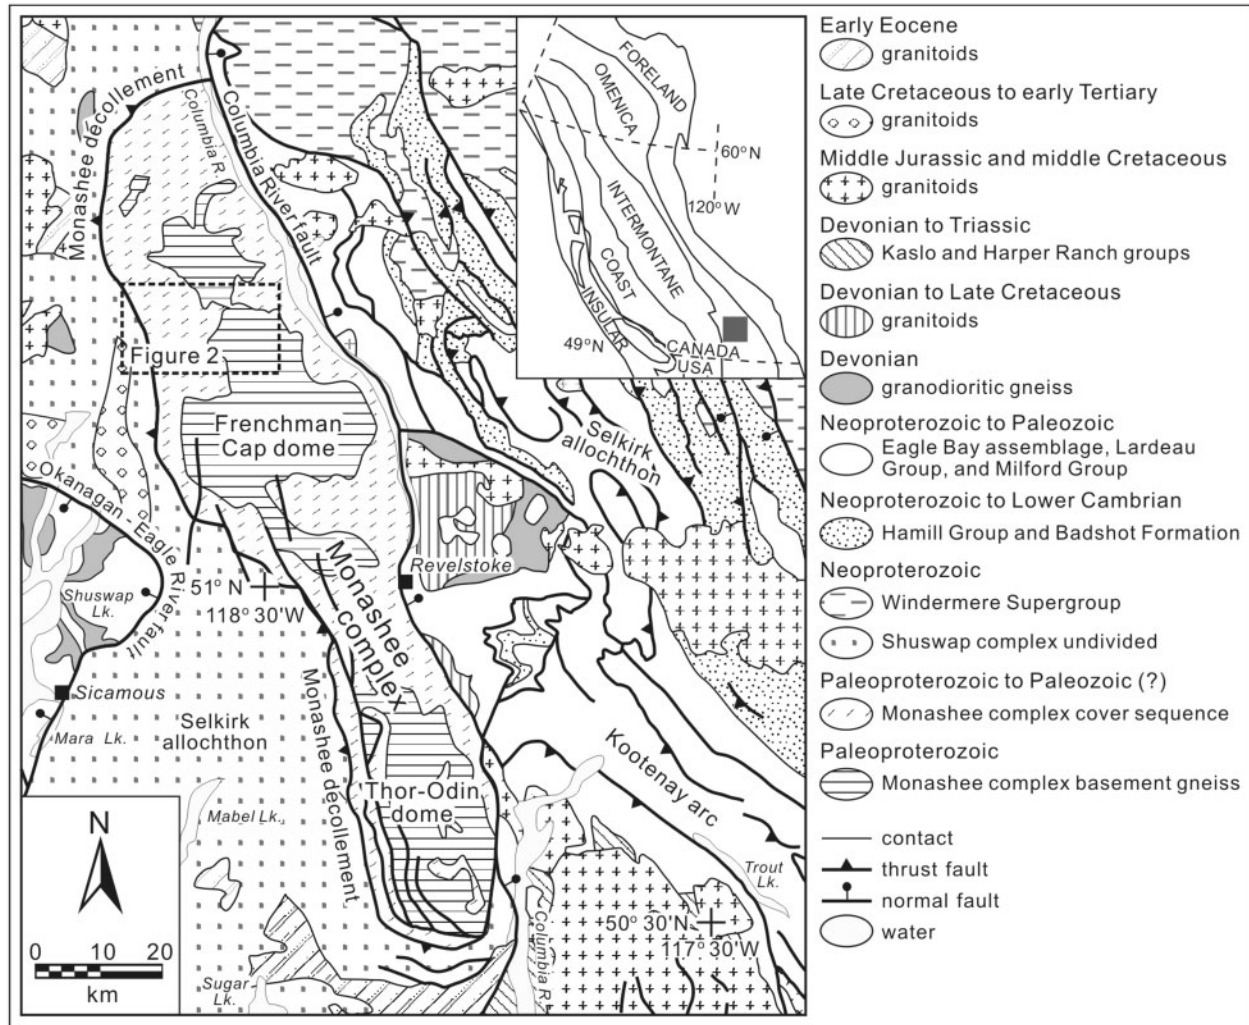 Monashee décollement
Columbia R.
Columbia River fault
FORELAND
OMENICA
INTERMONTANE
COAST
INSULAR
60° N
120° W
49°N
CANADA
USA
Figure 2
Frenchman
Cap dome
Selkirk
allochthon
Okanagan - Eagle River fault
51° N
118° 30'W
Revelstoke
Shuswap
Lk.
Monashee
complex
Sicamous
Mara Lk.
Selkirk
allochthon
Monashee décollement
Kootenay arc
Thor-Odin
dome
Mabel Lk.
Trout
Lk.
N
50° 30'N
117° 30'W
Columbia R.
Sugar
Lk.
0 10 20
km
Early Eocene
granitoids
Late Cretaceous to early Tertiary
granitoids
Middle Jurassic and middle Cretaceous
granitoids
Devonian to Triassic
Kaslo and Harper Ranch groups
Devonian to Late Cretaceous
granitoids
Devonian
granodioritic gneiss
Neoproterozoic to Paleozoic
Eagle Bay assemblage, Lardeau
Group, and Milford Group
Neoproterozoic to Lower Cambrian
Hamill Group and Badshot Formation
Neoproterozoic
Windermere Supergroup
Shuswap complex undivided
Paleoproterozoic to Paleozoic (?)
Monashee complex cover sequence
Paleoproterozoic
Monashee complex basement gneiss
contact
thrust fault
normal fault
water